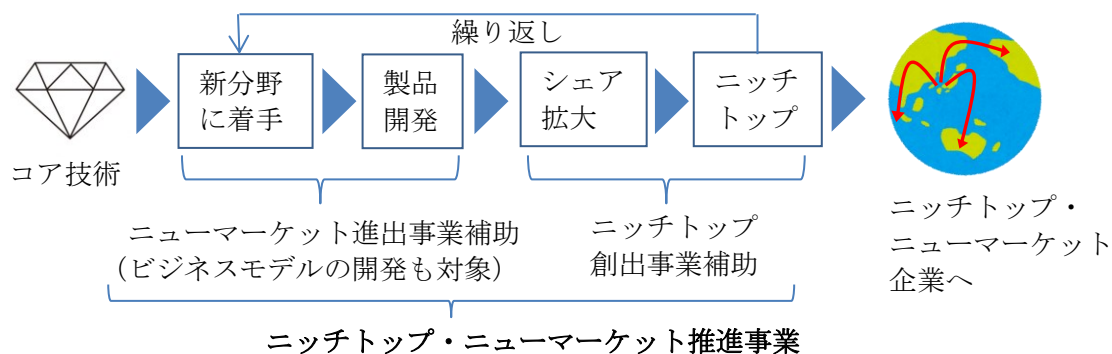 繰り返し
コア技術
新分野
に着手
製品
開発
シェア
拡大
ニッチ
トップ
ニューマーケット進出事業補助
（ビジネスモデルの開発も対象）
ニッチトップ
創出事業補助
ニッチトップ・
ニューマーケット
企業へ
ニッチトップ・ニューマーケット推進事業